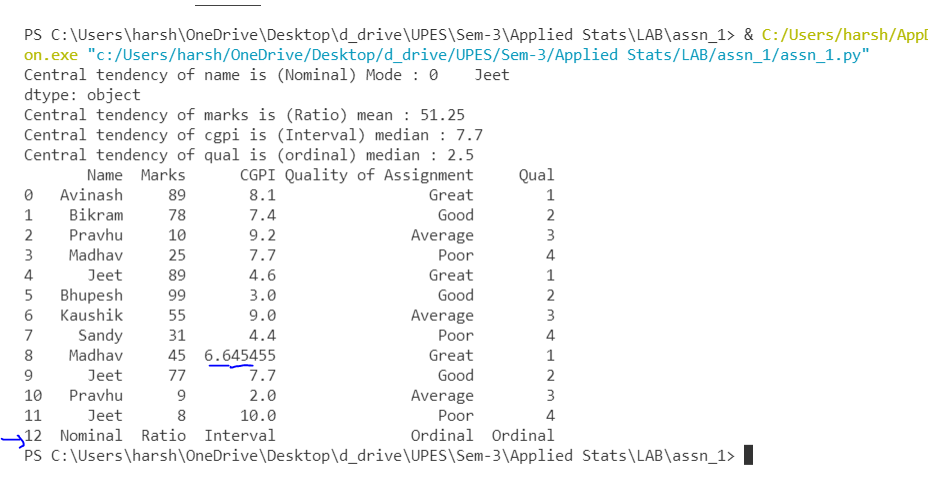 PS C:\Users\harsh\OneDrive\Desktop\d_drive\UPES\Sem-3\Applied Stats\LAB\assn_1> & C:/Users/harsh/AppD
on.exe "c:/Users/harsh/OneDrive/Desktop/d_drive/UPES/Sem-3/Applied Stats/LAB/assn_1/assn_1.py"
Central tendency of name is (Nominal) Mode : 0    Jeet
dtype: object
Central tendency of marks is (Ratio) mean : 51.25
Central tendency of cgpi is (Interval) median : 7.7
Central tendency of qual is (ordinal) median : 2.5
Name Marks CGPI Quality of Assignment Qual
0 Avinash 89 8.1 Great 1
1 Bikram 78 7.4 Good 2
2 Pravhu 10 9.2 Average 3
3 Madhav 25 7.7 Poor 4
4 Jeet 89 4.6 Great 1
5 Bhupesh 99 3.0 Good 2
6 Kaushik 55 9.0 Average 3
7 Sandy 31 4.4 Poor 4
8 Madhav 45 6.645455 Great 1
9 Jeet 77 7.7 Good 2
10 Pravhu 9 2.0 Average 3
11 Jeet 8 10.0 Poor 4
12 Nominal Ratio Interval Ordinal Ordinal
PS C:\Users\harsh\OneDrive\Desktop\d_drive\UPES\Sem-3\Applied Stats\LAB\assn_1>